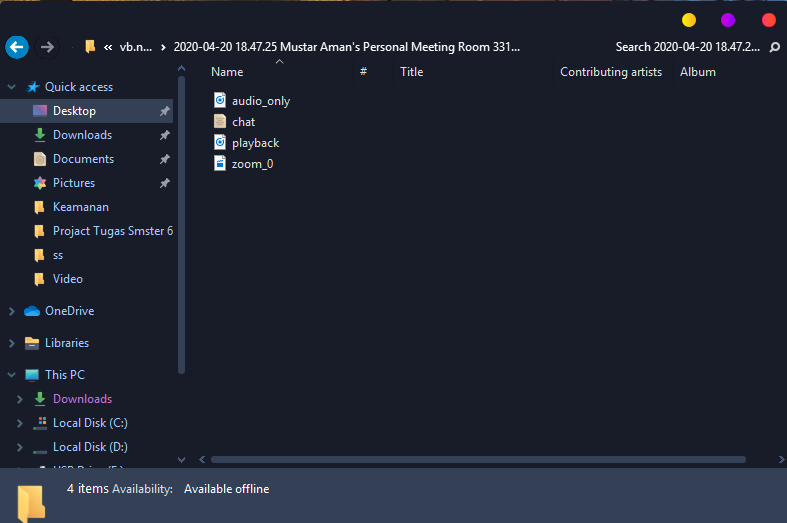 vb.n... 2020-04-20 18.47.25 Mustar Aman's Personal Meeting Room 331... Search 2020-04-20 18.47.2...
Name # Title Contributing artists Album
Quick access
Desktop
Downloads
Documents
Pictures
Keamanan
Projact Tugas Smster 6
ss
Video
OneDrive
Libraries
This PC
Downloads
Local Disk (C:)
Local Disk (D:)
audio_only
chat
playback
zoom_0
4 items Availability: Available offline